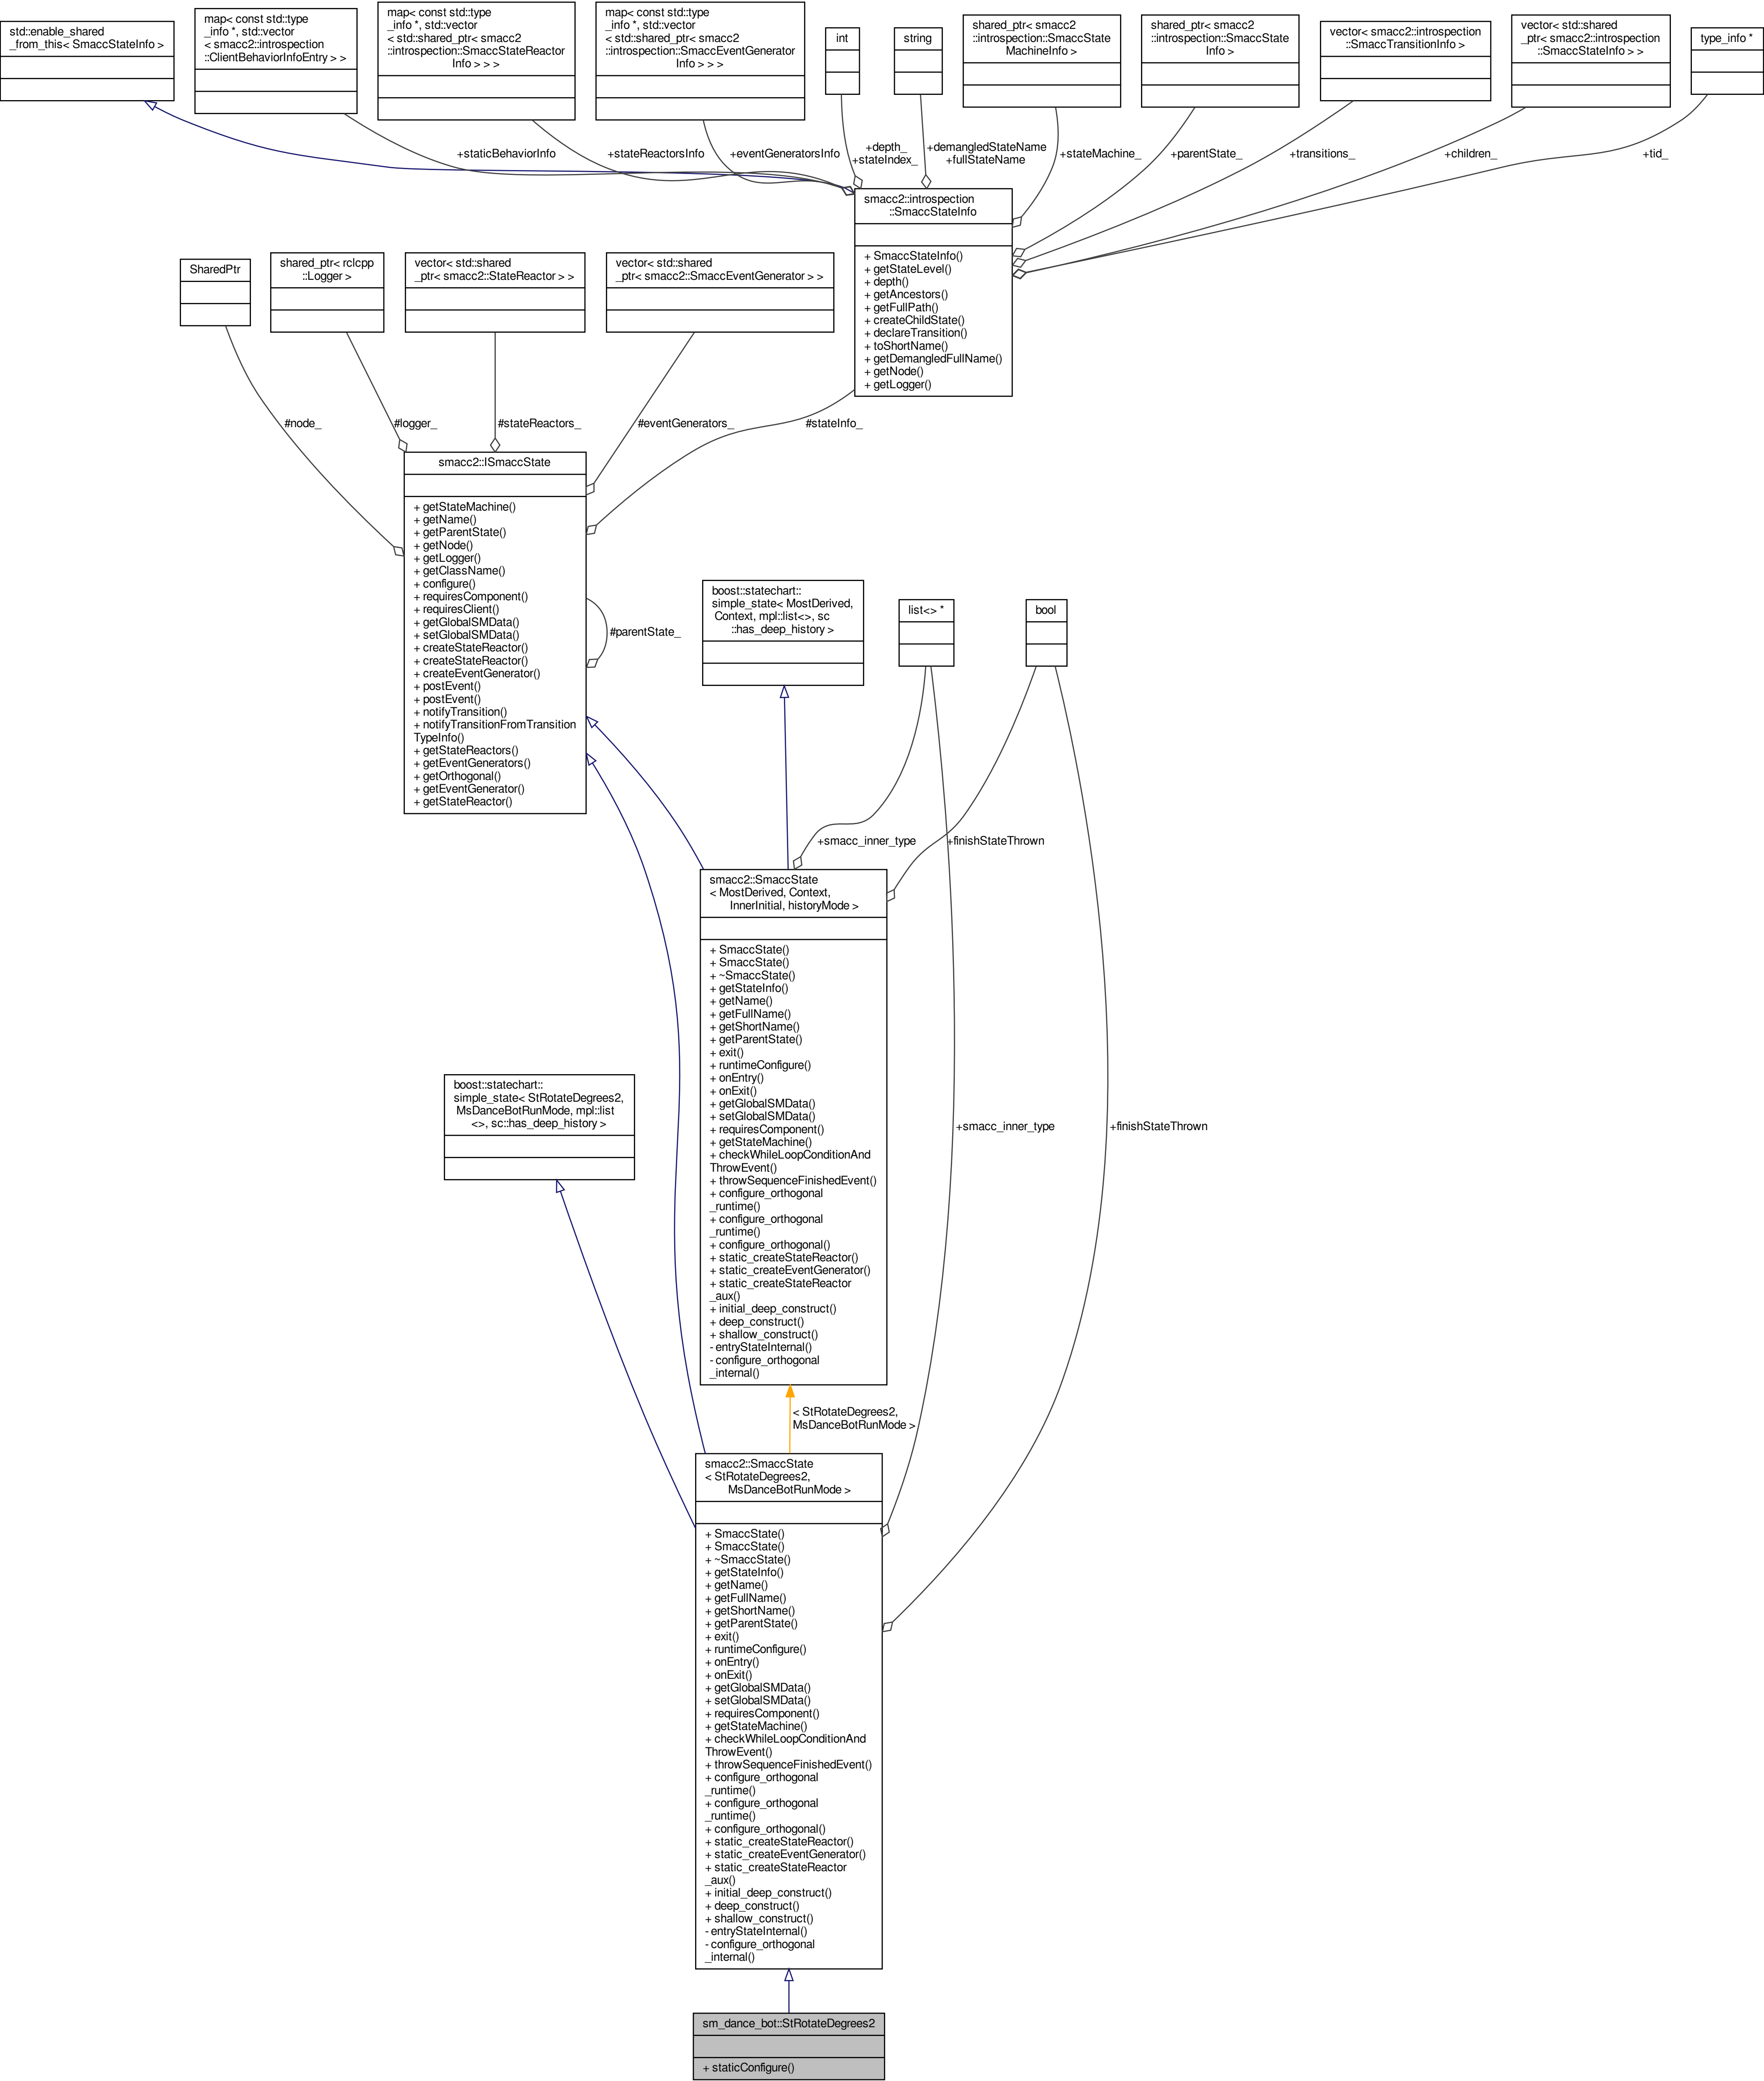 std::enable_shared
_from_this< SmaccStateInfo >
map< const std::type
_info *, std::vector
< smacc2::introspection
::ClientBehaviorInfoEntry > >
map< const std::type
_info *, std::vector
< std::shared_ptr< smacc2
::introspection::SmaccStateReactor
Info > > >
map< const std::type
_info *, std::vector
< std::shared_ptr< smacc2
::introspection::SmaccEventGenerator
Info > > >
int
string
shared_ptr< smacc2
::introspection::SmaccState
MachineInfo >
shared_ptr< smacc2
::introspection::SmaccState
Info >
vector< smacc2::introspection
::SmaccTransitionInfo >
vector< std::shared
_ptr< smacc2::introspection
::SmaccStateInfo > >
type_info *
+staticBehaviorInfo
+stateReactorsInfo
+eventGeneratorsInfo
+depth_
+stateIndex_
+demangledStateName
+fullStateName
+stateMachine_
+parentState_
+transitions_
+children_
+tid_
smacc2::introspection
::SmaccStateInfo
+ SmaccStateInfo()
+ getStateLevel()
+ depth()
+ getAncestors()
+ getFullPath()
+ createChildState()
+ declareTransition()
+ toShortName()
+ getDemangledFullName()
+ getNode()
+ getLogger()
SharedPtr
shared_ptr< rclcpp
::Logger >
vector< std::shared
_ptr< smacc2::StateReactor > >
vector< std::shared
_ptr< smacc2::SmaccEventGenerator > >
#node_
#logger_
#stateReactors_
#eventGenerators_
#stateInfo_
smacc2::ISmaccState
+ getStateMachine()
+ getName()
+ getParentState()
+ getNode()
+ getLogger()
+ getClassName()
+ configure()
+ requiresComponent()
+ requiresClient()
+ getGlobalSMData()
+ setGlobalSMData()
+ createStateReactor()
+ createStateReactor()
+ createEventGenerator()
+ postEvent()
+ postEvent()
+ notifyTransition()
+ notifyTransitionFromTransition
TypeInfo()
+ getStateReactors()
+ getEventGenerators()
+ getOrthogonal()
+ getEventGenerator()
+ getStateReactor()
#parentState_
boost::statechart::
simple_state< MostDerived,
Context, mpl::list<>, sc
::has_deep_history >
list<> *
bool
+smacc_inner_type
+finishStateThrown
smacc2::SmaccState
< MostDerived, Context,
InnerInitial, historyMode >
+ SmaccState()
+ SmaccState()
+ ~SmaccState()
+ getStateInfo()
+ getName()
+ getFullName()
+ getShortName()
+ getParentState()
+ exit()
+ runtimeConfigure()
+ onEntry()
+ onExit()
+ getGlobalSMData()
+ setGlobalSMData()
+ requiresComponent()
+ getStateMachine()
+ checkWhileLoopConditionAnd
ThrowEvent()
+ throwSequenceFinishedEvent()
+ configure_orthogonal
_runtime()
+ configure_orthogonal
_runtime()
+ configure_orthogonal()
+ static_createStateReactor()
+ static_createEventGenerator()
+ static_createStateReactor
_aux()
+ initial_deep_construct()
+ deep_construct()
+ shallow_construct()
- entryStateInternal()
- configure_orthogonal
_internal()
boost::statechart::
simple_state< StRotateDegrees2,
MsDanceBotRunMode, mpl::list
<>, sc::has_deep_history >
+smacc_inner_type
+finishStateThrown
< StRotateDegrees2,
MsDanceBotRunMode >
smacc2::SmaccState
< StRotateDegrees2,
MsDanceBotRunMode >
+ SmaccState()
+ SmaccState()
+ ~SmaccState()
+ getStateInfo()
+ getName()
+ getFullName()
+ getShortName()
+ getParentState()
+ exit()
+ runtimeConfigure()
+ onEntry()
+ onExit()
+ getGlobalSMData()
+ setGlobalSMData()
+ requiresComponent()
+ getStateMachine()
+ checkWhileLoopConditionAnd
ThrowEvent()
+ throwSequenceFinishedEvent()
+ configure_orthogonal
_runtime()
+ configure_orthogonal
_runtime()
+ configure_orthogonal()
+ static_createStateReactor()
+ static_createEventGenerator()
+ static_createStateReactor
_aux()
+ initial_deep_construct()
+ deep_construct()
+ shallow_construct()
- entryStateInternal()
- configure_orthogonal
_internal()
sm_dance_bot::StRotateDegrees2
+ staticConfigure()